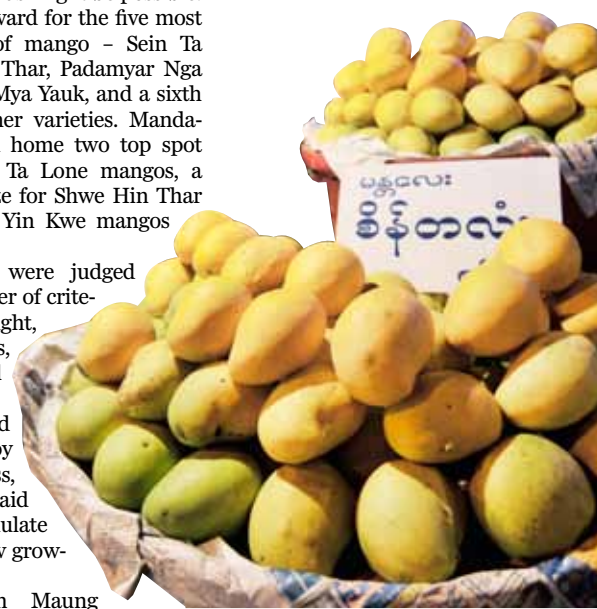 ward for the five most
of mango – Sein Ta
Thar, Padamyar Nga
Mya Yauk, and a sixth
her varieties. Manda-
home two top spot
Ta Lone mangos, a
ze for Shwe Hin Thar
Yin Kwe mangos
were judged
er of crite-
ght,
s,
d
by
ss,
aid
ulate
w grow-
n Maung
မန္တလေး
စိန်တလုံး